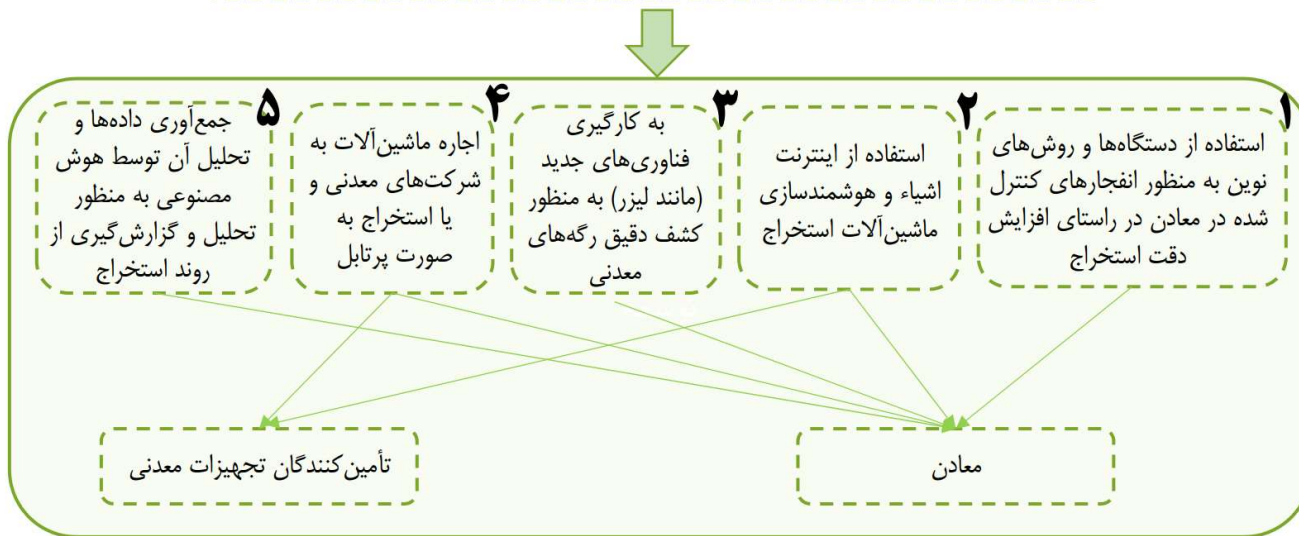 ۱
استفاده از دستگاه‌ها و روش‌های
نوین به منظور انفجارهای کنترل
شده در معادن در راستای افزایش
دقت استخراج
۲
استفاده از اینترنت
اشیاء و هوشمندسازی
ماشین‌آلات استخراج
۳
به کارگیری
فناوری‌های جدید
(مانند لیزر) به منظور
کشف دقیق رگه‌های
معدنی
۴
اجاره ماشین‌آلات به
شرکت‌های معدنی و
یا استخراج به
صورت پرتابل
۵
جمع‌آوری داده‌ها و
تحلیل آن توسط هوش
مصنوعی به منظور
تحلیل و گزارش‌گیری از
روند استخراج
معادن
تأمین‌کنندگان تجهیزات معدنی